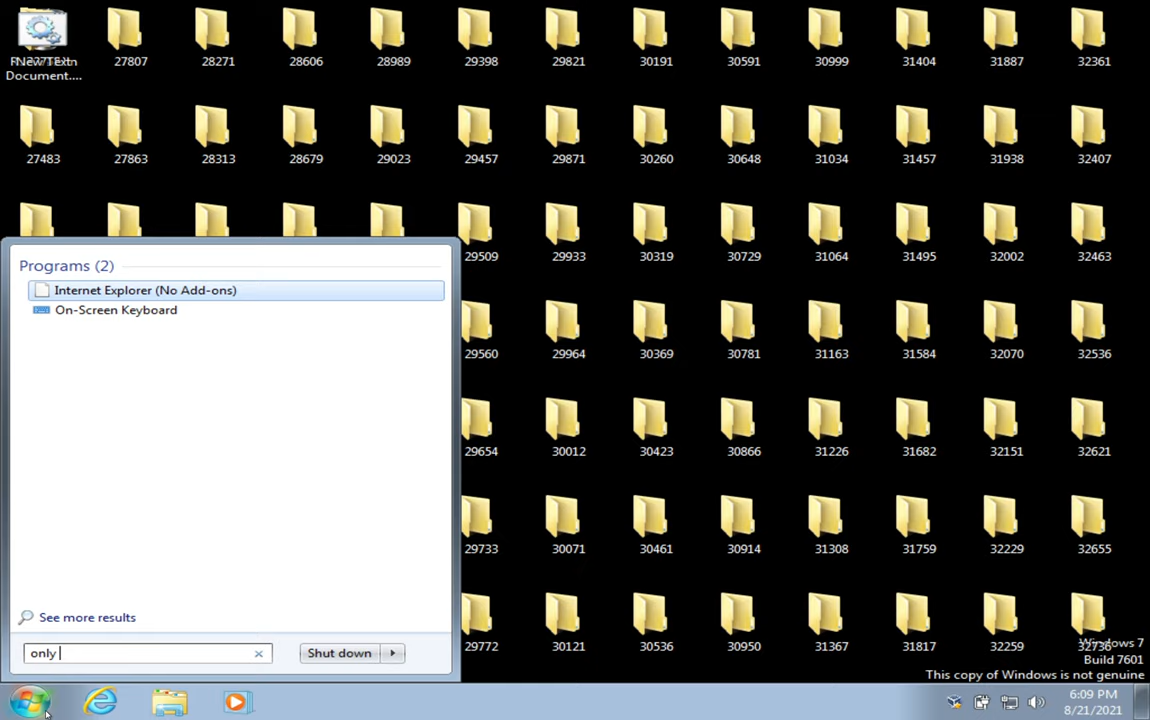 27807 28271 28606 28989 29398 29821 30191 30591 30999 31404 31887 32361
Document....
27483 27863 28313 28679 29023 29457 29871 30260 30648 31034 31457 31938 32407
29509 29933 30319 30729 31064 31495 32002 32463
Programs (2)
Internet Explorer (No Add-ons)
On-Screen Keyboard
29560 29964 30369 30781 31163 31584 32070 32536
29654 30012 30423 30866 31226 31682 32151 32621
29733 30071 30461 30914 31308 31759 32229 32655
See more results
29772 30121 30536 30950 31367 31817 32259
only
Shut down
Windows 7
Build 7601
This copy of Windows is not genuine
6:09 PM
8/21/2021